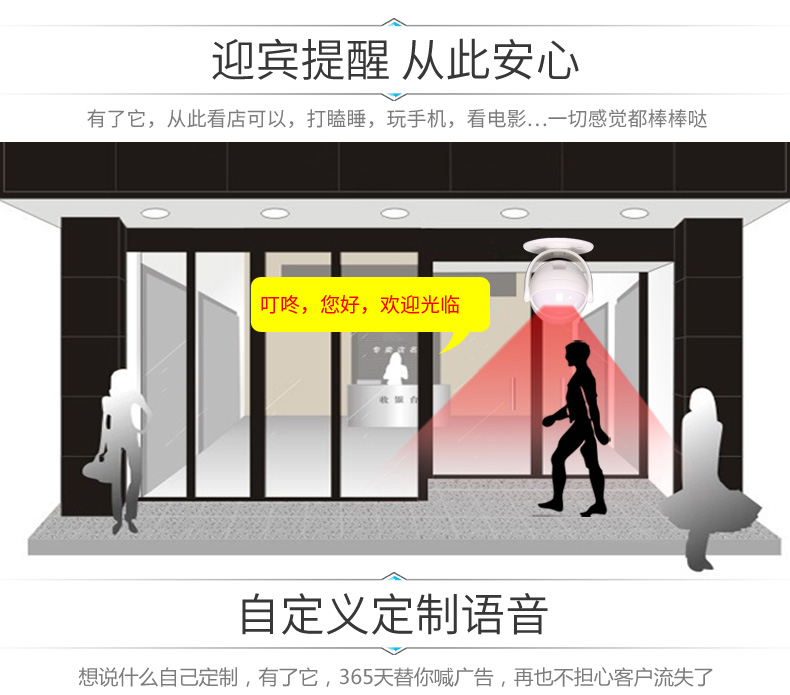 迎宾提醒 从此安心
有了它，从此看店可以，打瞌睡，玩手机，看电影...一切感觉都棒棒哒
叮咚，您好，欢迎光临
专卖店名
收银台
自定义定制语音
想说什么自己定制，有了它，365天替你喊广告，再也不担心客户流失了